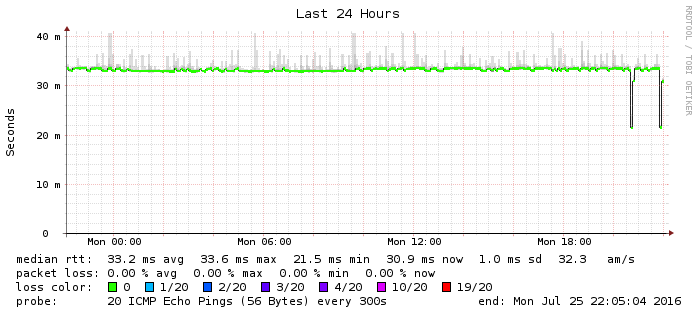 Last 24 Hours
RRDTOOL / TOBI OETIKER
Seconds
40 m
30 m
20 m
10 m
0
Mon 00:00 Mon 06:00 Mon 12:00 Mon 18:00
median rtt: 33.2 ms avg 33.6 ms max 21.5 ms min 30.9 ms now 1.0 ms sd 32.3 am/s
packet loss: 0.00 % avg 0.00 % max 0.00 % min 0.00 % now
loss color: 0 1/20 2/20 3/20 4/20 10/20 19/20
probe: 20 ICMP Echo Pings (56 Bytes) every 300s end: Mon Jul 25 22:05:04 2016